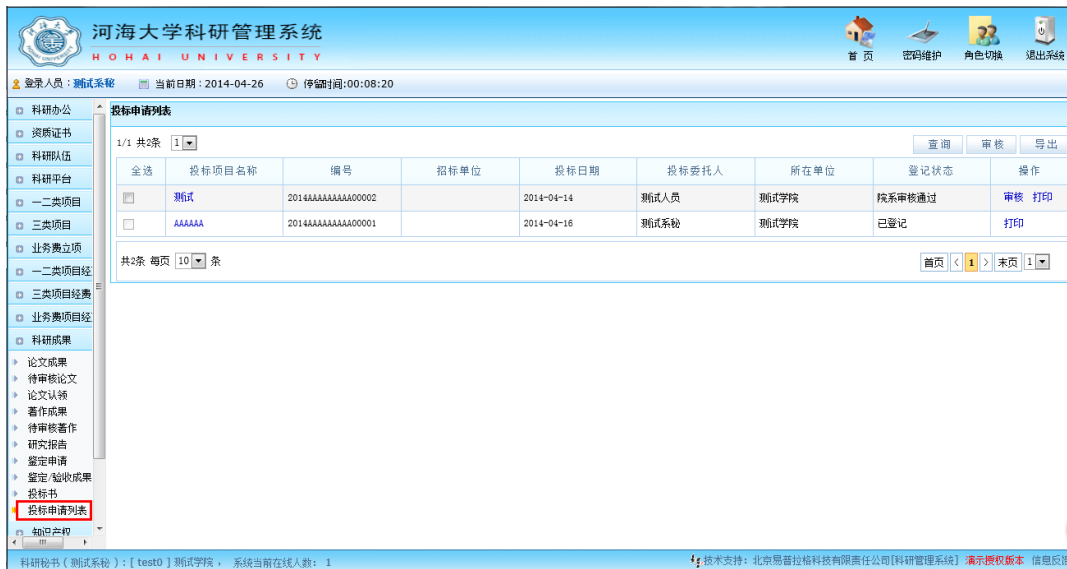 河海大学科研管理系统
HOHAI UNIVERSITY
首 页 密码维护 角色切换 退出系统
登录人员：测试系秘 当前日期：2014-04-26 停留时间:00:08:20
科研办公
资质证书
科研队伍
科研平台
一二类项目
三类项目
业务费立项
一二类项目经
三类项目经费
业务费项目经
科研成果
论文成果
待审核论文
论文认领
著作成果
待审核著作
研究报告
鉴定申请
鉴定/验收成果
投标书
投标申请列表
知识产权
投标申请列表
1/1 共2条 1 查询 审核 导出
全选 投标项目名称 编号 招标单位 投标日期 投标委托人 所在单位 登记状态 操作
测试 2014AAAAAAAAAA00002 2014-04-14 测试人员 测试学院 院系审核通过 审核 打印
AAAAAA 2014AAAAAAAAAA00001 2014-04-16 测试系秘 测试学院 已登记 打印
共2条 每页 10 条 首页 < 1 > 末页 1
科研秘书(测试系秘)：[ test0 ]测试学院， 系统当前在线人数: 1 技术支持: 北京易普拉格科技有限责任公司[科研管理系统] 演示授权版本 信息反馈